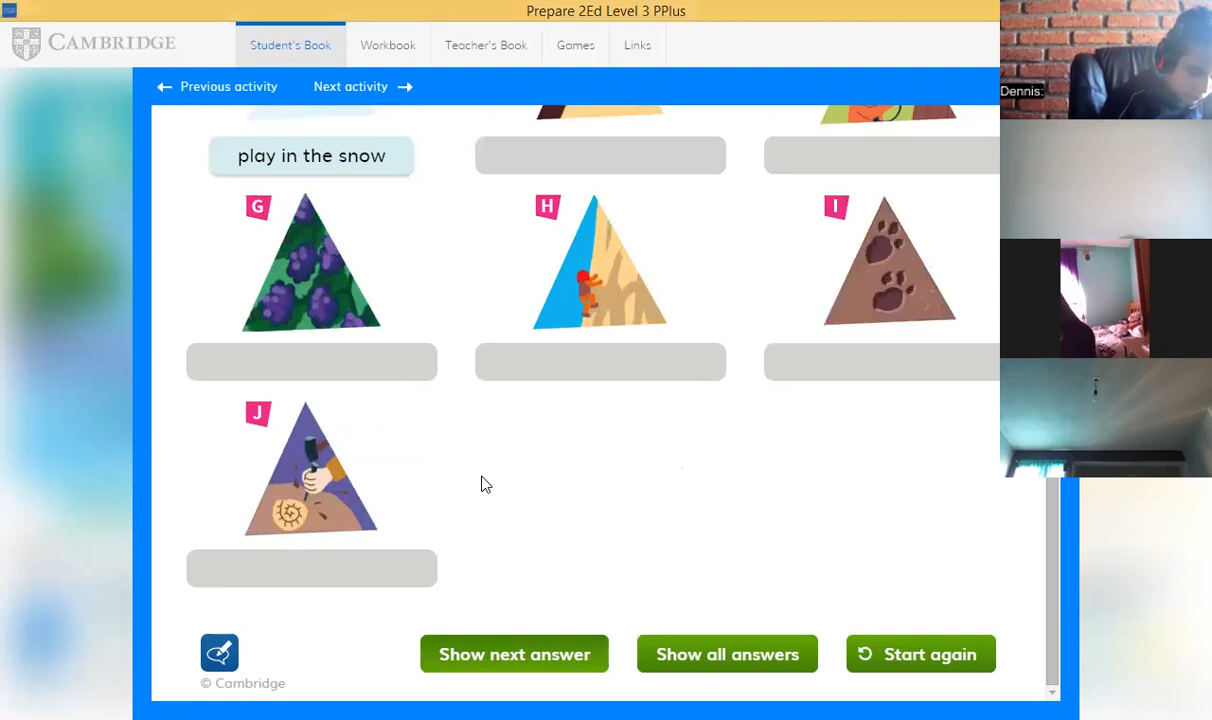 Prepare 2Ed Level 3 PPlus
CAMBRIDGE
Student's Book
Workbook
Teacher's Book
Games
Links
Previous activity
Next activity
Dennis:
play in the snow
G
H
I
J
Show next answer
Show all answers
Start again
© Cambridge